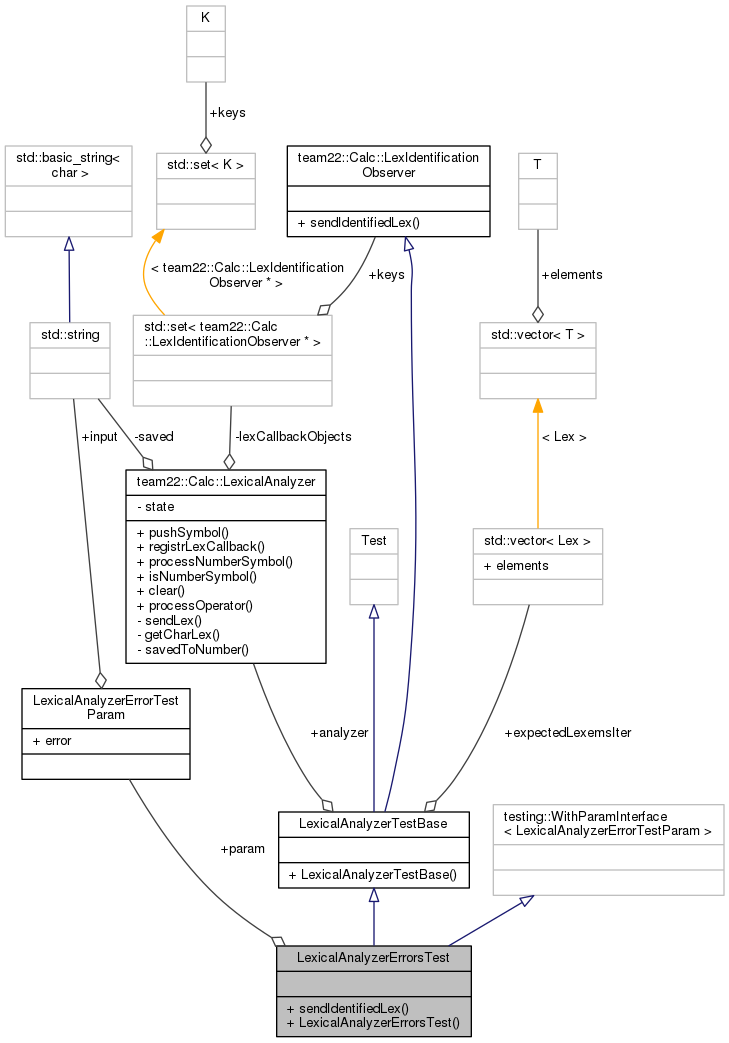 K
+keys
std::basic_string<
char >
std::set< K >
team22::Calc::LexIdentification
Observer
+ sendIdentifiedLex()
T
< team22::Calc::LexIdentification
Observer * >
+keys
+elements
std::string
std::set< team22::Calc
::LexIdentificationObserver * >
std::vector< T >
+input
-saved
-lexCallbackObjects
< Lex >
team22::Calc::LexicalAnalyzer
- state
+ pushSymbol()
+ registrLexCallback()
+ processNumberSymbol()
+ isNumberSymbol()
+ clear()
+ processOperator()
- sendLex()
- getCharLex()
- savedToNumber()
Test
std::vector< Lex >
+ elements
LexicalAnalyzerErrorTest
Param
+ error
+analyzer
+expectedLexemsIter
+param
LexicalAnalyzerTestBase
+ LexicalAnalyzerTestBase()
testing::WithParamInterface
< LexicalAnalyzerErrorTestParam >
LexicalAnalyzerErrorsTest
+ sendIdentifiedLex()
+ LexicalAnalyzerErrorsTest()